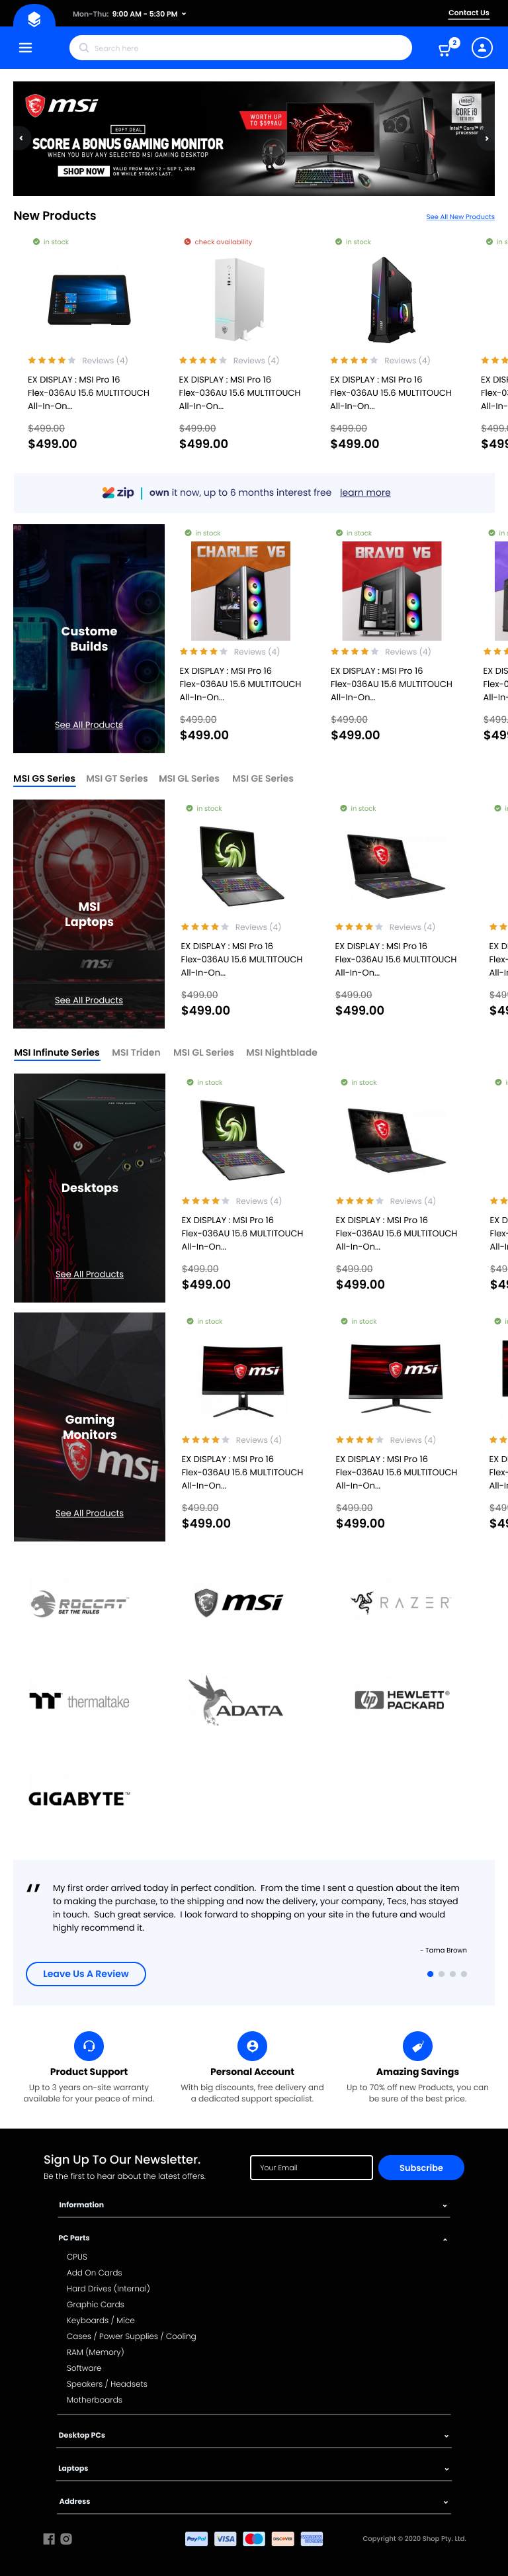 Mon-Thu: 9:00 AM - 5:30 PM
Contact Us
Search here
2
msi
EOFY DEAL
SCORE A BONUS GAMING MONITOR
WHEN YOU BUY ANY SELECTED MSI GAMING DESKTOP
SHOP NOW
VALID FROM MAY 12 - SEP 7, 2020
OR WHILE STOCKS LAST.
WORTH UP
TO $599AU
intel
CORE
i9
Intel® Core™ i9
processor
New Products
See All New Products
in stock
check availability
in stock
in s
Reviews (4)
Reviews (4)
Reviews (4)
EX DISPLAY : MSI Pro 16
Flex-036AU 15.6 MULTITOUCH
All-In-On...
$499.00
$499.00
EX DISPLAY : MSI Pro 16
Flex-036AU 15.6 MULTITOUCH
All-In-On...
$499.00
$499.00
EX DISPLAY : MSI Pro 16
Flex-036AU 15.6 MULTITOUCH
All-In-On...
$499.00
$499.00
zip
own it now, up to 6 months interest free learn more
Custome
Builds
See All Products
in stock
CHARLIE V6
Reviews (4)
EX DISPLAY : MSI Pro 16
Flex-036AU 15.6 MULTITOUCH
All-In-On...
$499.00
$499.00
in stock
BRAVO V6
Reviews (4)
EX DISPLAY : MSI Pro 16
Flex-036AU 15.6 MULTITOUCH
All-In-On...
$499.00
$499.00
MSI GS Series
MSI GT Series
MSI GL Series
MSI GE Series
MSI
Laptops
msi
See All Products
in stock
Reviews (4)
EX DISPLAY : MSI Pro 16
Flex-036AU 15.6 MULTITOUCH
All-In-On...
$499.00
$499.00
in stock
Reviews (4)
EX DISPLAY : MSI Pro 16
Flex-036AU 15.6 MULTITOUCH
All-In-On...
$499.00
$499.00
MSI Infinute Series
MSI Triden
MSI GL Series
MSI Nightblade
Desktops
See All Products
in stock
Reviews (4)
EX DISPLAY : MSI Pro 16
Flex-036AU 15.6 MULTITOUCH
All-In-On...
$499.00
$499.00
in stock
Reviews (4)
EX DISPLAY : MSI Pro 16
Flex-036AU 15.6 MULTITOUCH
All-In-On...
$499.00
$499.00
Gaming
Monitors
msi
See All Products
in stock
msi
Reviews (4)
EX DISPLAY : MSI Pro 16
Flex-036AU 15.6 MULTITOUCH
All-In-On...
$499.00
$499.00
in stock
msi
Reviews (4)
EX DISPLAY : MSI Pro 16
Flex-036AU 15.6 MULTITOUCH
All-In-On...
$499.00
$499.00
ROCCAT™
SET THE RULES
msi
RAZER
thermaltake
ADATA
hp HEWLETT®
PACKARD
GIGABYTE™
My first order arrived today in perfect condition. From the time I sent a question about the item
to making the purchase, to the shipping and now the delivery, your company, Tecs, has stayed
in touch. Such great service. I look forward to shopping on your site in the future and would
highly recommend it.
- Tama Brown
Leave Us A Review
Product Support
Up to 3 years on-site warranty
available for your peace of mind.
Personal Account
With big discounts, free delivery and
a dedicated support specialist.
Amazing Savings
Up to 70% off new Products, you can
be sure of the best price.
Sign Up To Our Newsletter.
Be the first to hear about the latest offers.
Your Email
Subscribe
Information
PC Parts
CPUS
Add On Cards
Hard Drives (Internal)
Graphic Cards
Keyboards / Mice
Cases / Power Supplies / Cooling
RAM (Memory)
Software
Speakers / Headsets
Motherboards
Desktop PCs
Laptops
Address
PayPal
VISA
DISCOVER
Copyright © 2020 Shop Pty. Ltd.